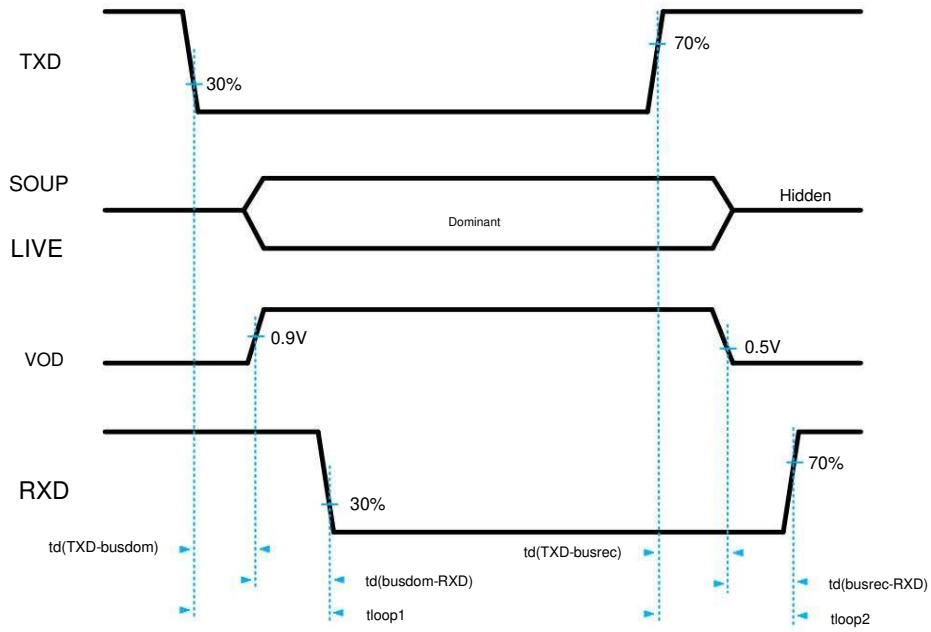 TXD
30%
70%
SOUP
Dominant
Hidden
LIVE
0.9V
0.5V
VOD
RXD
30%
70%
td(TXD-busdom)
td(TXD-busrec)
td(busdom-RXD)
td(busrec-RXD)
tloop1
tloop2